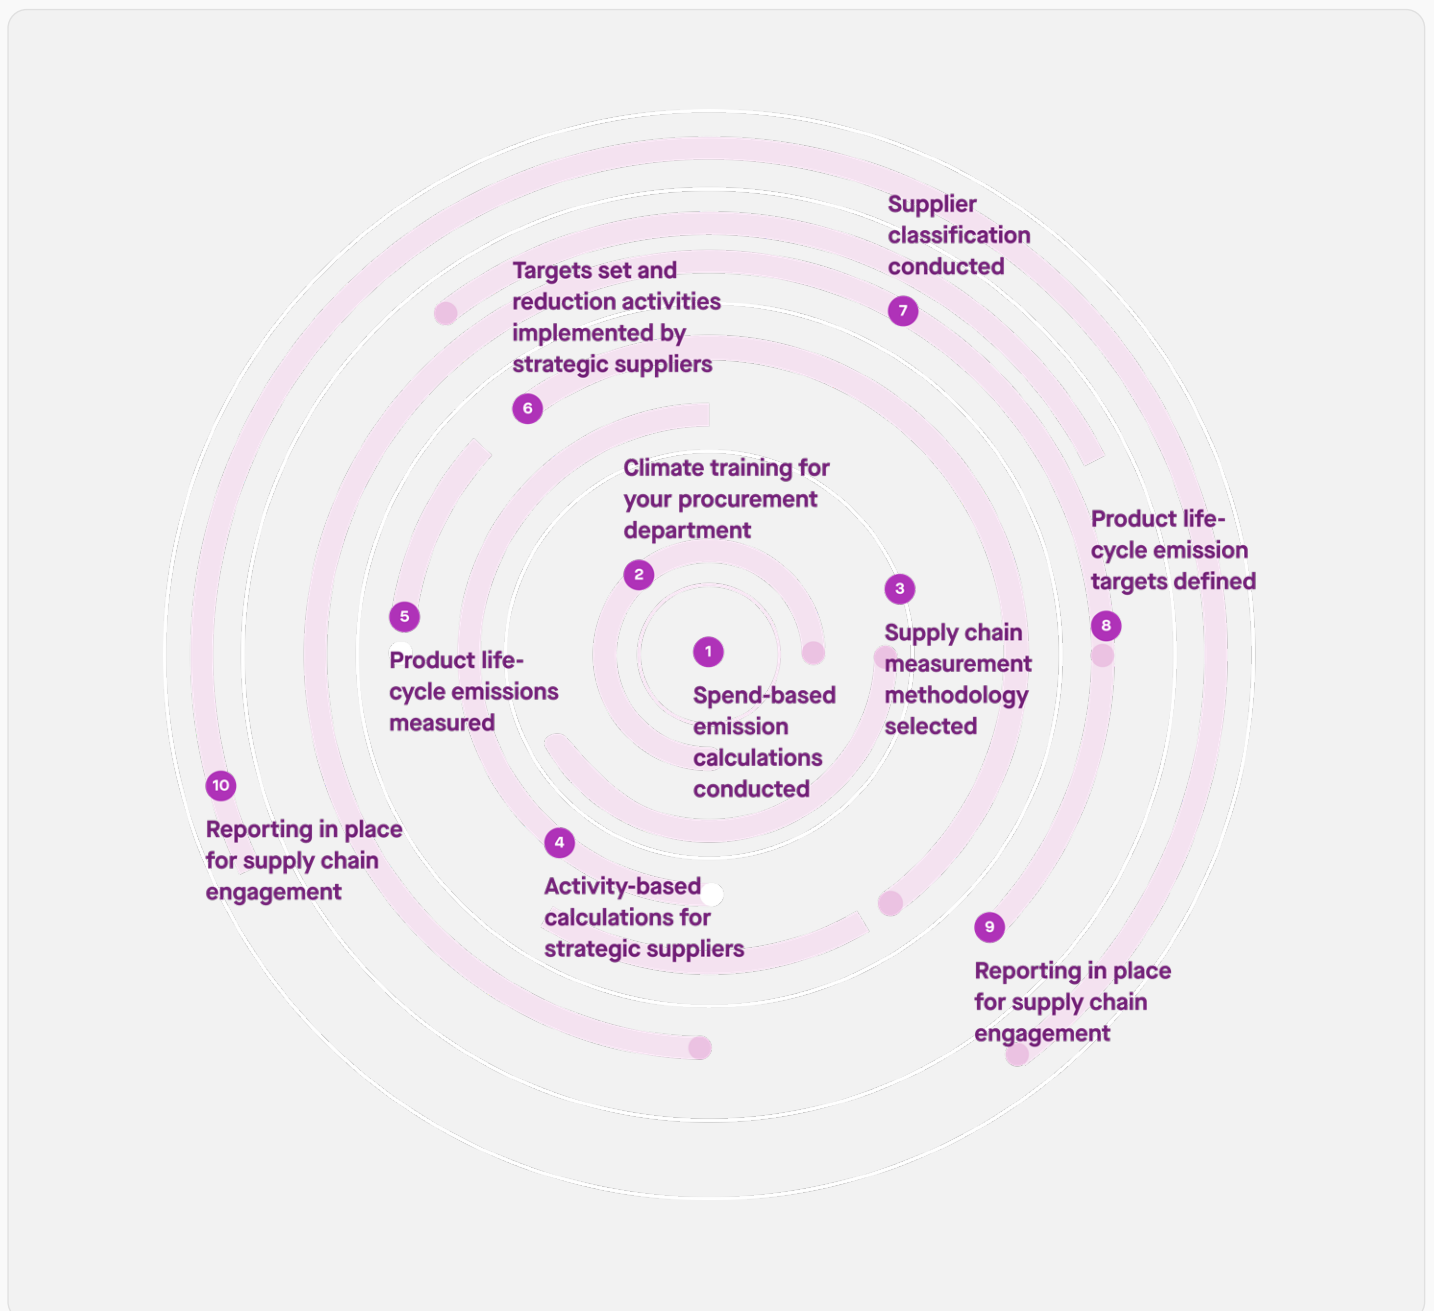 1
Spend-based
emission
calculations
conducted
2
Climate training for
your procurement
department
3
Supply chain
measurement
methodology
selected
4
Activity-based
calculations for
strategic suppliers
5
Product life-
cycle emissions
measured
6
Targets set and
reduction activities
implemented by
strategic suppliers
7
Supplier
classification
conducted
8
Product life-
cycle emission
targets defined
9
Reporting in place
for supply chain
engagement
10
Reporting in place
for supply chain
engagement